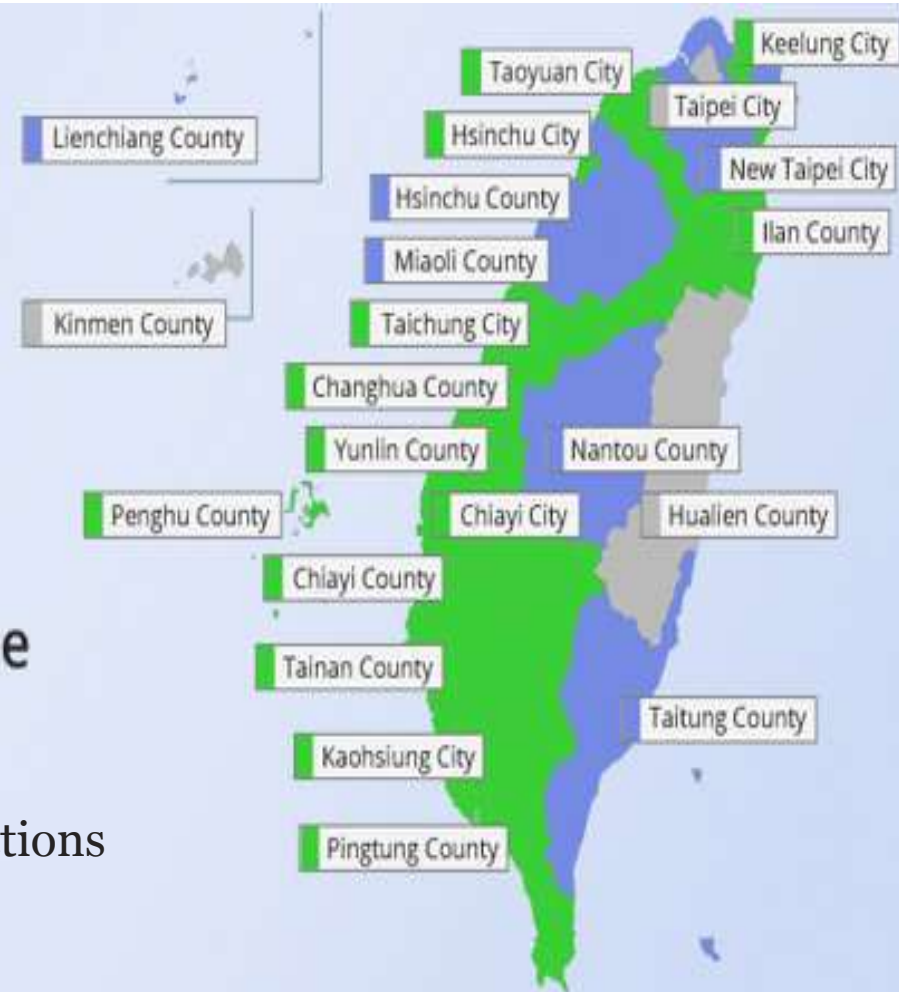 Keelung City
Taoyuan City
Taipei City
Lienchiang County
Hsinchu City
New Taipei City
Hsinchu County
Ilan County
Miaoli County
Kinmen County
Taichung City
Changhua County
Yunlin County
Nantou County
Penghu County
Chiayi City
Hualien County
Chiayi County
e
Tainan County
Taitung County
Kaohsiung City
tions
Pingtung County